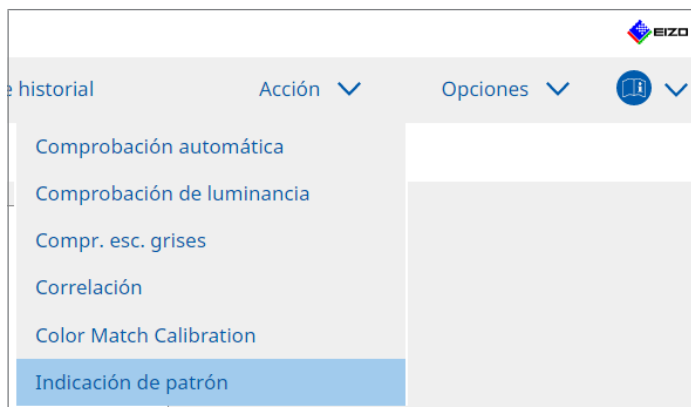 EIZO
historial Acción Opciones
Comprobación automática
Comprobación de luminancia
Compr. esc. grises
Correlación
Color Match Calibration
Indicación de patrón